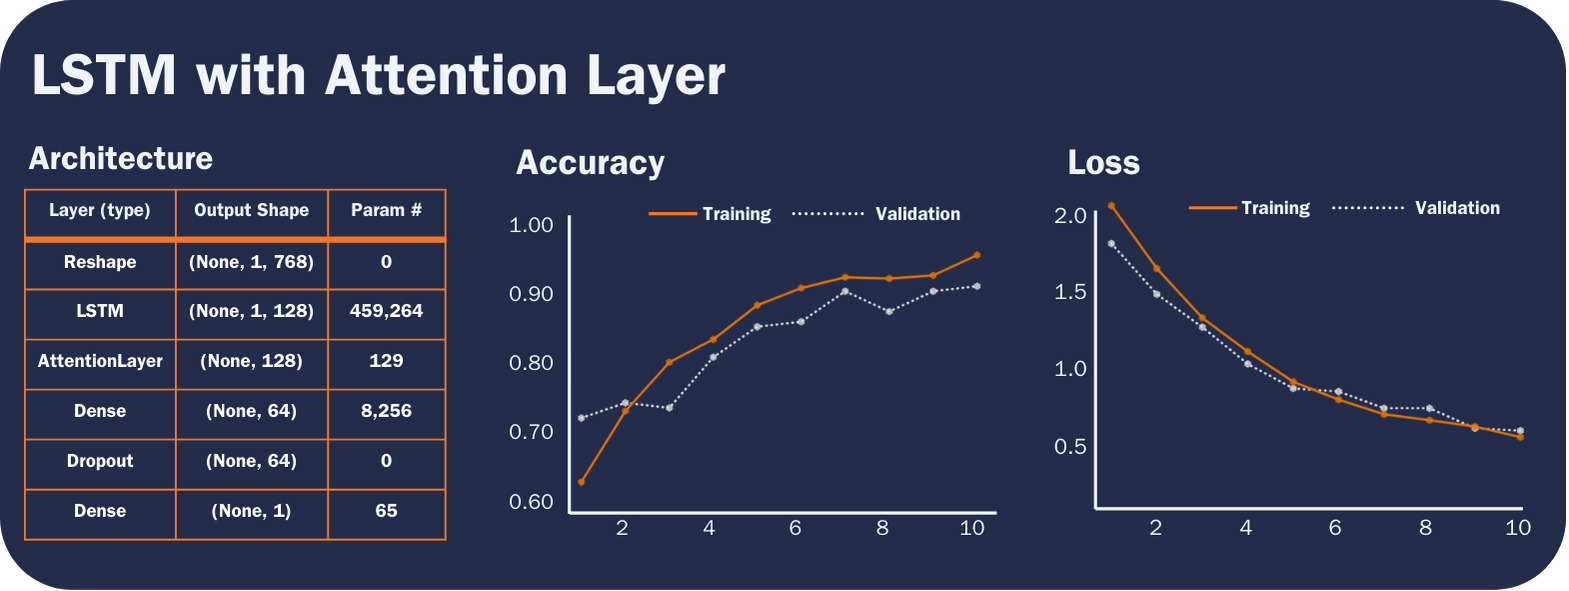 LSTM with Attention Layer
Architecture
Layer (type) Output Shape Param #
Reshape (None, 1, 768) 0
LSTM (None, 1, 128) 459,264
AttentionLayer (None, 128) 129
Dense (None, 64) 8,256
Dropout (None, 64) 0
Dense (None, 1) 65
Accuracy
Training Validation
1.00
0.90
0.80
0.70
0.60
2 4 6 8 10
Loss
Training Validation
2.0
1.5
1.0
0.5
2 4 6 8 10